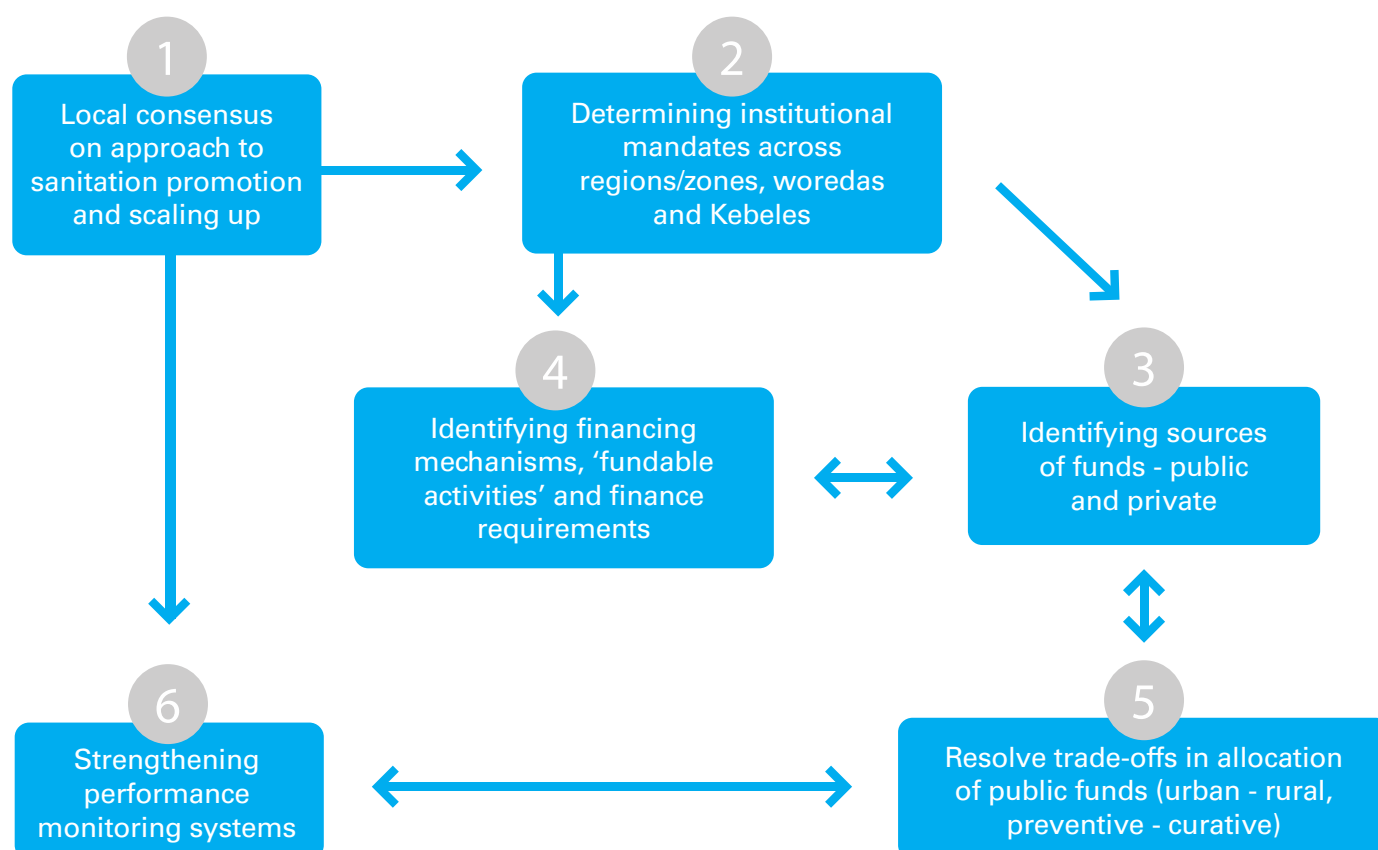 1
Local consensus
on approach to
sanitation promotion
and scaling up
2
Determining institutional
mandates across
regions/zones, woredas
and Kebeles
3
Identifying sources
of funds - public
and private
4
Identifying financing
mechanisms, ‘fundable
activities’ and finance
requirements
5
Resolve trade-offs in allocation
of public funds (urban - rural,
preventive - curative)
6
Strengthening
performance
monitoring systems